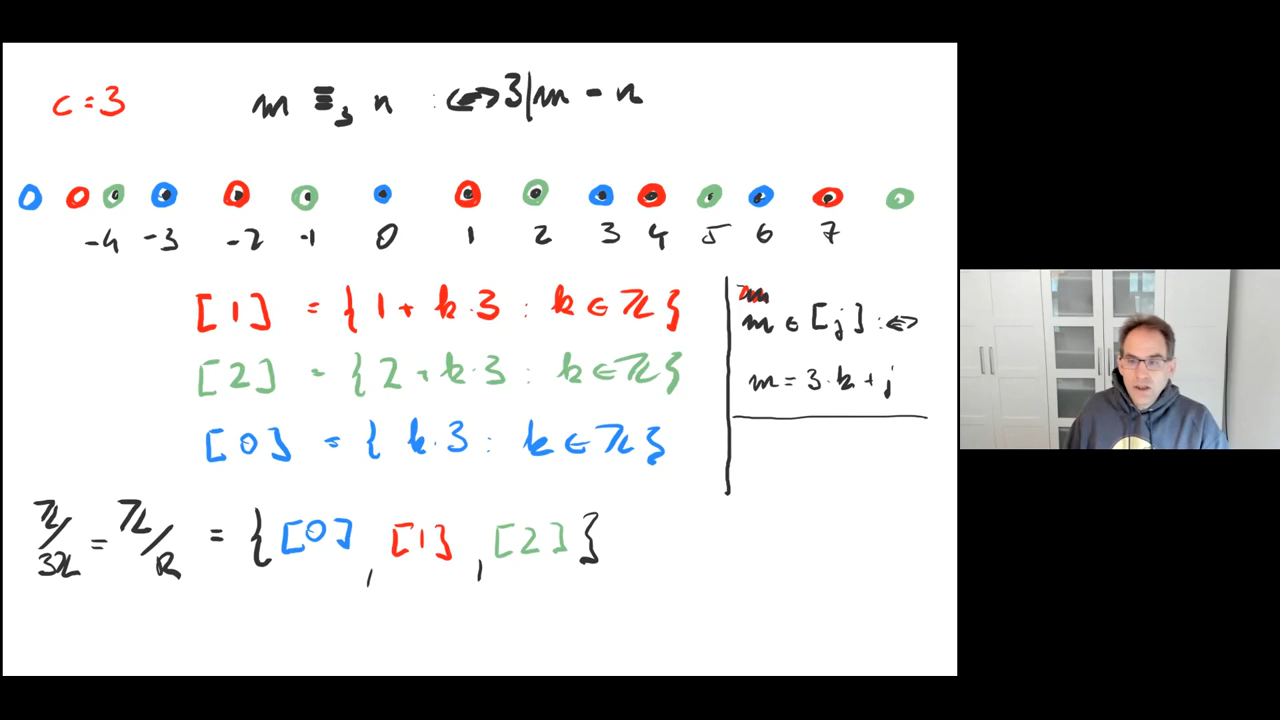 c = 3
m ≡₃ n :⟺ 3 | m - n
-4 -3 -2 -1 0 1 2 3 4 5 6 7
[1] = {1 + k·3 : k ∈ ℤ}
[2] = {2 + k·3 : k ∈ ℤ}
[0] = {k·3 : k ∈ ℤ}
m ∈ [j] :⟺
m = 3·k + j
ℤ/3ℤ = ℤ/R = {[0], [1], [2]}